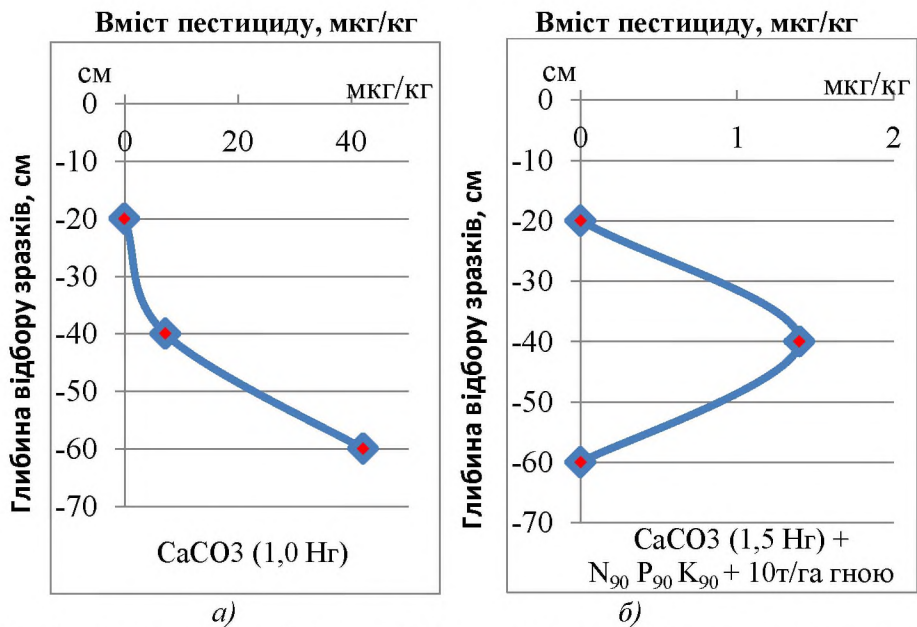 Вміст пестициду, мкг/кг
см
мкг/кг
0
0
20
40
-10
-20
-30
-40
-50
-60
-70
Глибина відбору зразків, см
CaCO3 (1,0 Нг)
а)
Вміст пестициду, мкг/кг
см
мкг/кг
0
0
1
2
-10
-20
-30
-40
-50
-60
-70
Глибина відбору зразків, см
CaCO3 (1,5 Нг) +
N₉₀ P₉₀ K₉₀ + 10т/га гною
б)